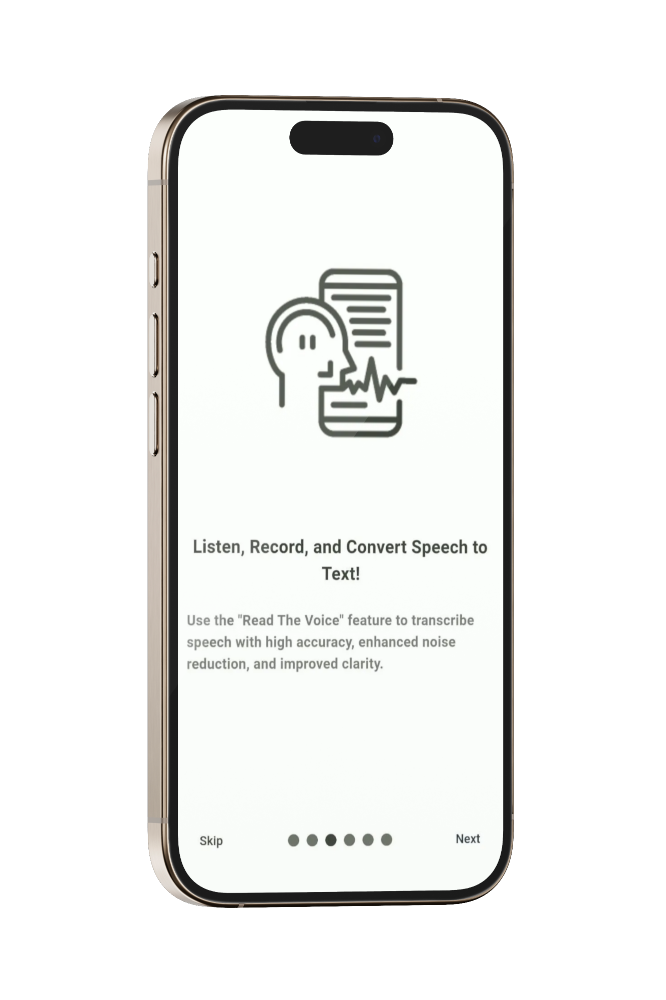 Listen, Record, and Convert Speech to
Text!
Use the "Read The Voice" feature to transcribe
speech with high accuracy, enhanced noise
reduction, and improved clarity.
Skip
Next